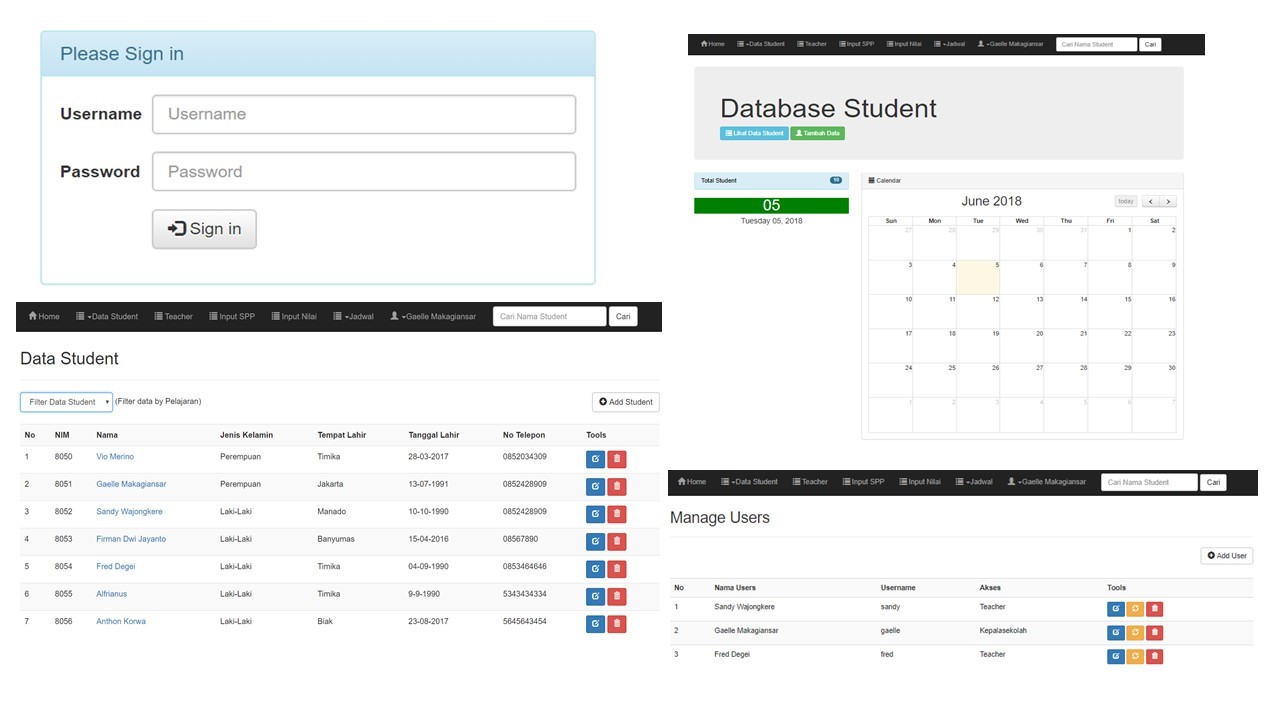 Please Sign in
Username Username
Password Password
Sign in
Home Data Student Teacher Input SPP Input Nilai Jadwal Gaelle Makagiansar Cari Nama Student Cari
Database Student
Lihat Data Student Tambah Data
Total Student 10
05
Tuesday 05, 2018
Calendar
June 2018 today
Sun Mon Tue Wed Thu Fri Sat
27 28 29 30 31 1 2
3 4 5 6 7 8 9
10 11 12 13 14 15 16
17 18 19 20 21 22 23
24 25 26 27 28 29 30
1 2 3 4 5 6 7
Home Data Student Teacher Input SPP Input Nilai Jadwal Gaelle Makagiansar Cari Nama Student Cari
Data Student
Filter Data Student (Filter data by Pelajaran) Add Student
No NIM Nama Jenis Kelamin Tempat Lahir Tanggal Lahir No Telepon Tools
1 8050 Vio Merino Perempuan Timika 28-03-2017 0852034309
2 8051 Gaelle Makagiansar Perempuan Jakarta 13-07-1991 0852428909
3 8052 Sandy Wajongkere Laki-Laki Manado 10-10-1990 0852428909
4 8053 Firman Dwi Jayanto Laki-Laki Banyumas 15-04-2016 08567890
5 8054 Fred Degei Laki-Laki Timika 04-09-1990 0853464646
6 8055 Alfrianus Laki-Laki Timika 9-9-1990 5343434334
7 8056 Anthon Korwa Laki-Laki Biak 23-08-2017 5645643454
Home Data Student Teacher Input SPP Input Nilai Jadwal Gaelle Makagiansar Cari Nama Student Cari
Manage Users
Add User
No Nama Users Username Akses Tools
1 Sandy Wajongkere sandy Teacher
2 Gaelle Makagiansar gaelle Kepalasekolah
3 Fred Degei fred Teacher